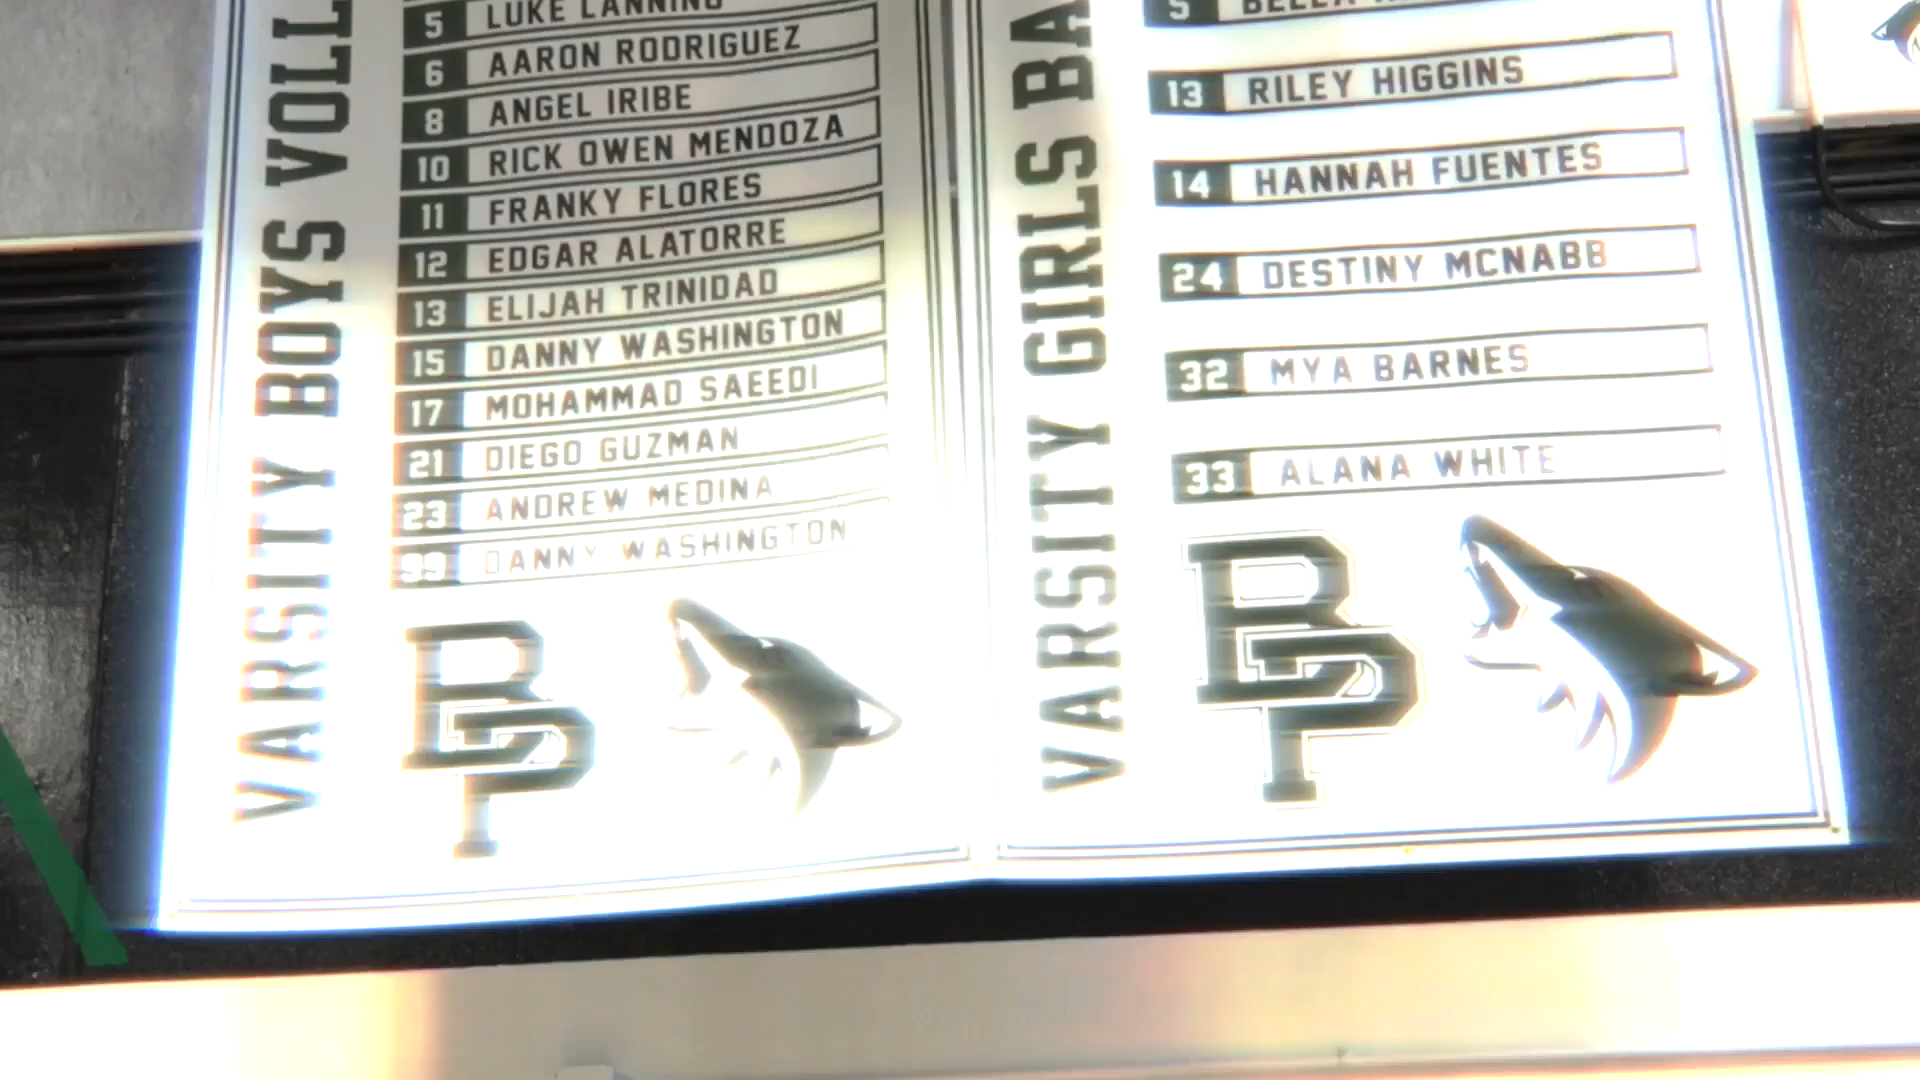 VARSITY BOYS VOLL
5 LUKE LANNING
6 AARON RODRIGUEZ
8 ANGEL IRIBE
10 RICK OWEN MENDOZA
11 FRANKY FLORES
12 EDGAR ALATORRE
13 ELIJAH TRINIDAD
15 DANNY WASHINGTON
17 MOHAMMAD SAEEDI
21 DIEGO GUZMAN
23 ANDREW MEDINA
99 DANNY WASHINGTON
BP
VARSITY GIRLS BA
5 BELLA
13 RILEY HIGGINS
14 HANNAH FUENTES
24 DESTINY MCNABB
32 MYA BARNES
33 ALANA WHITE
BP